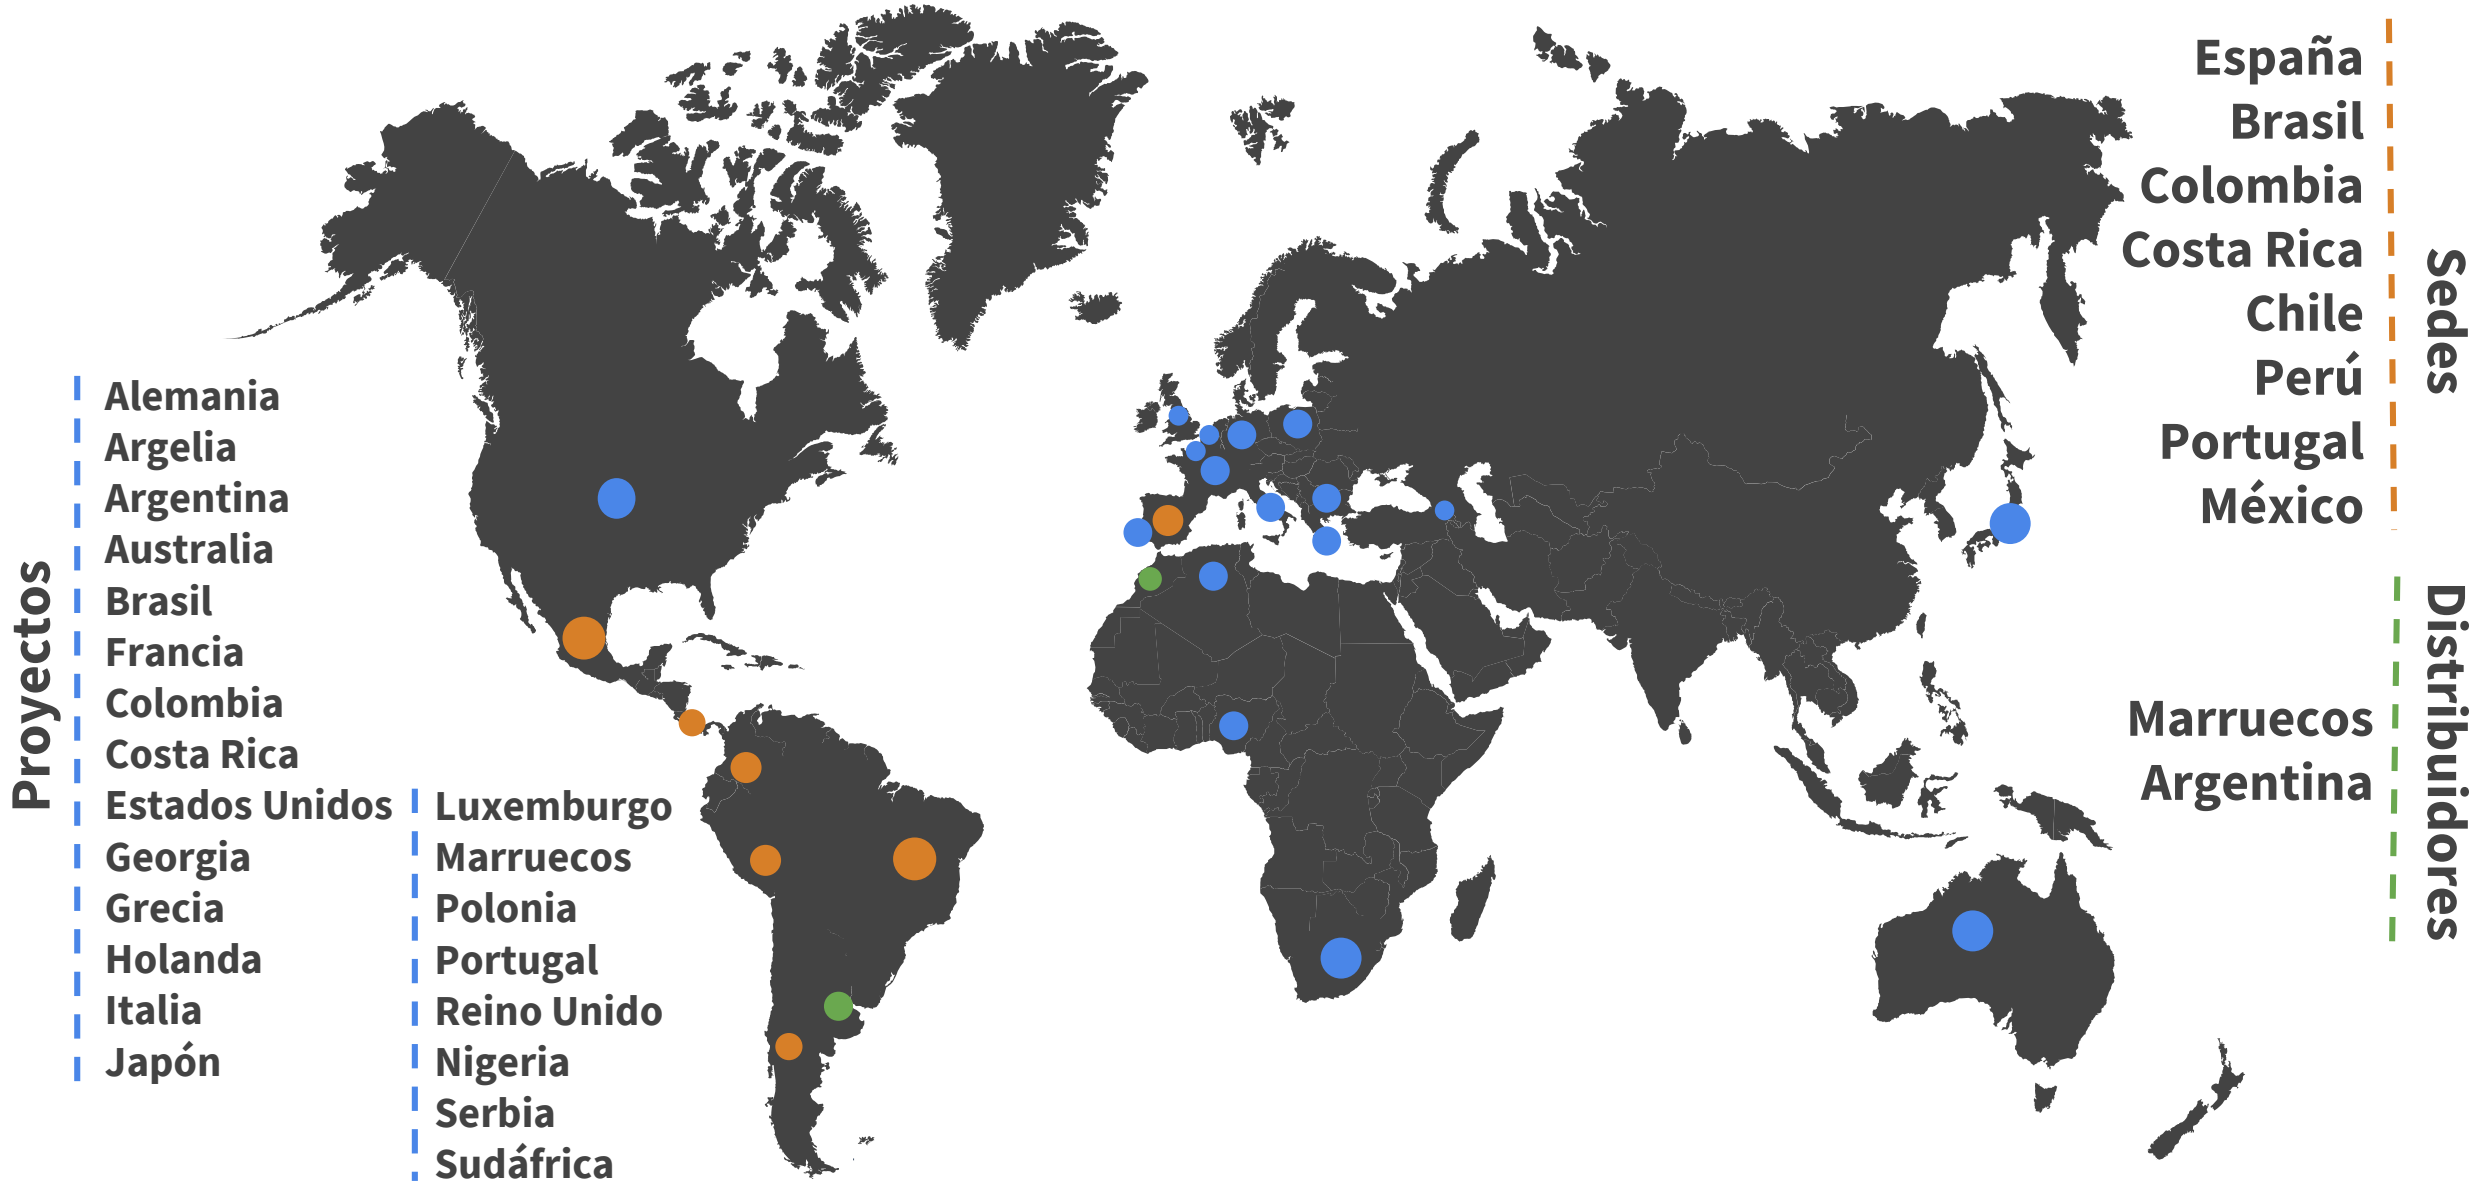 Proyectos
Alemania
Argelia
Argentina
Australia
Brasil
Francia
Colombia
Costa Rica
Estados Unidos
Georgia
Grecia
Holanda
Italia
Japón
Luxemburgo
Marruecos
Polonia
Portugal
Reino Unido
Nigeria
Serbia
Sudáfrica
Sedes
España
Brasil
Colombia
Costa Rica
Chile
Perú
Portugal
México
Distribuidores
Marruecos
Argentina